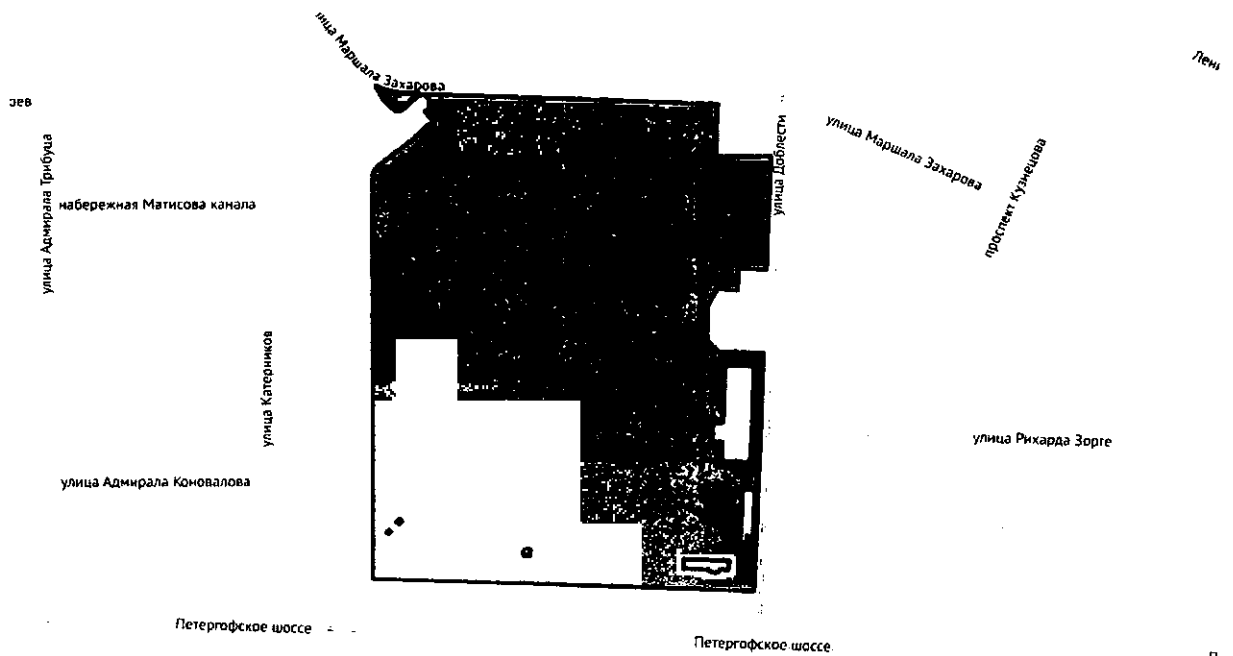 улица Маршала Захарова
улица Адмирала Трибуца
набережная Матисова канала
улица Доблести
улица Маршала Захарова
проспект Кузнецова
улица Катерников
улица Рихарда Зорге
улица Адмирала Коновалова
Петергофское шоссе
Петергофское шоссе